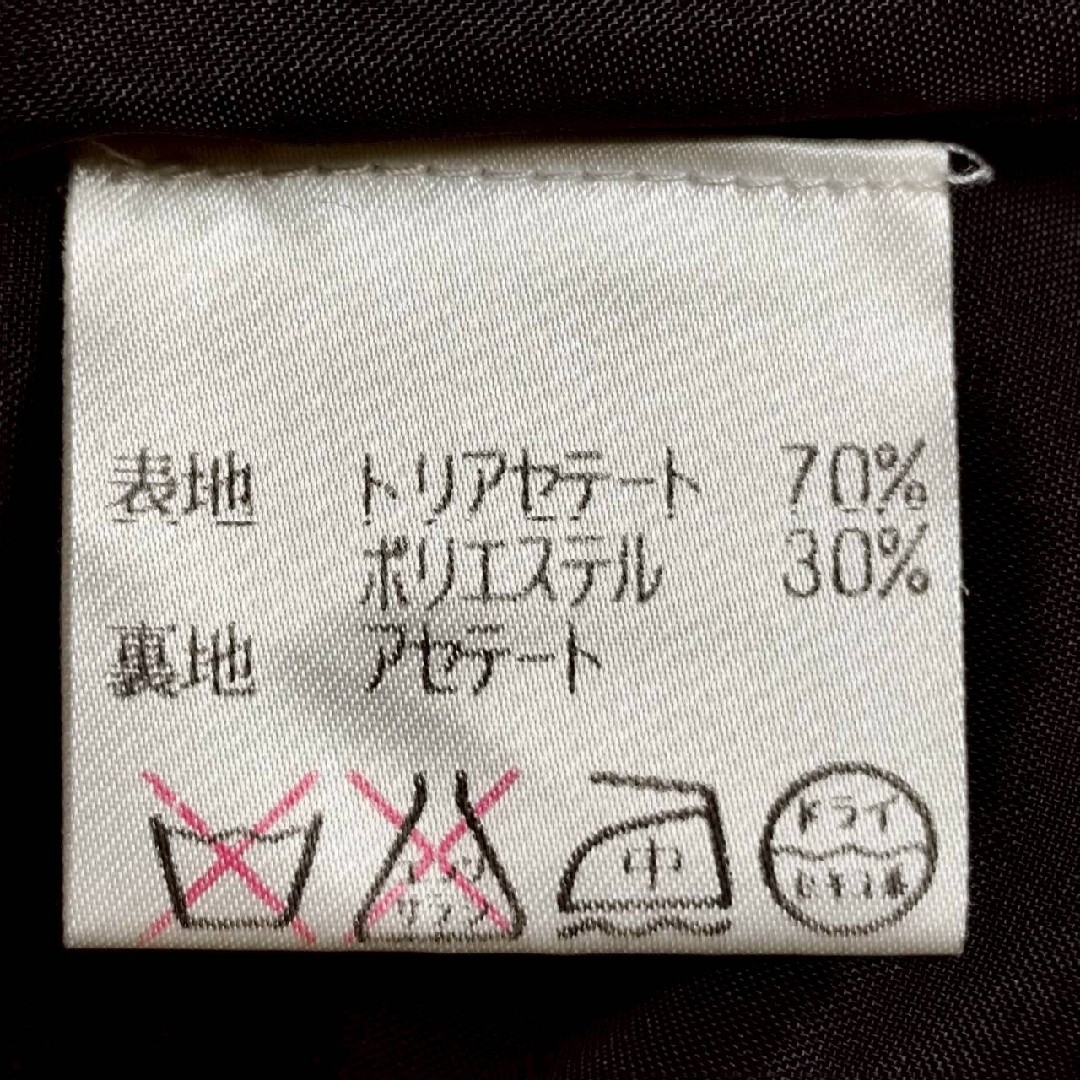 表地 トリアセテート 70%
ポリエステル 30%
裏地 アセテート
中 ドライ